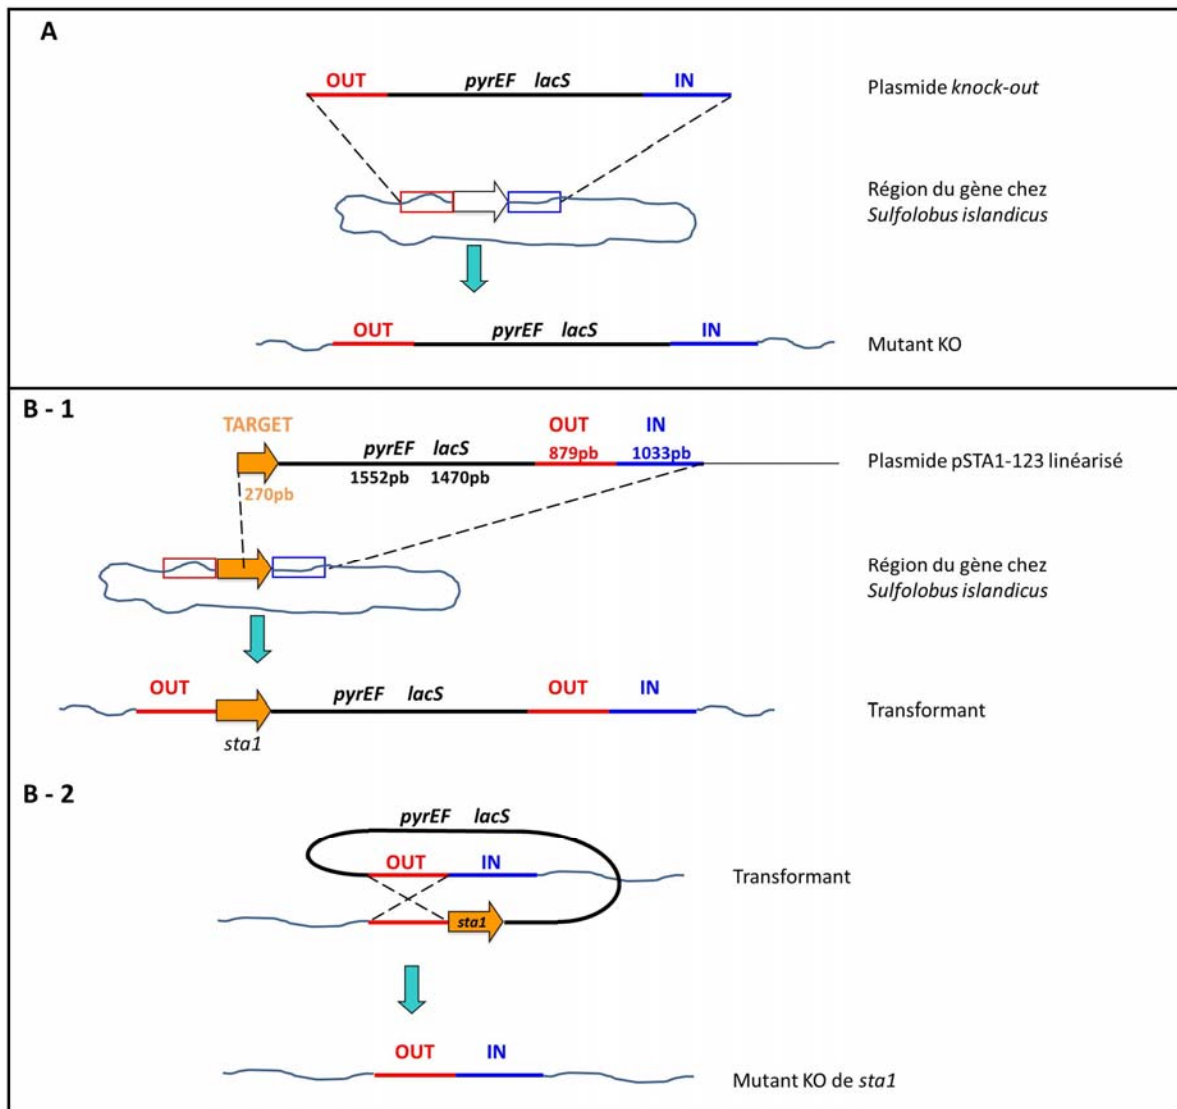 A
OUT pyrEF lacS IN
Plasmide knock-out
Région du gène chez
Sulfolobus islandicus
OUT pyrEF lacS IN
Mutant KO
B - 1
TARGET OUT IN
pyrEF lacS 879pb 1033pb
Plasmide pSTA1-123 linéarisé
1552pb 1470pb
270pb
Région du gène chez
Sulfolobus islandicus
OUT pyrEF lacS OUT IN
Transformant
sta1
B - 2
pyrEF lacS
OUT IN
Transformant
sta1
OUT IN
Mutant KO de sta1